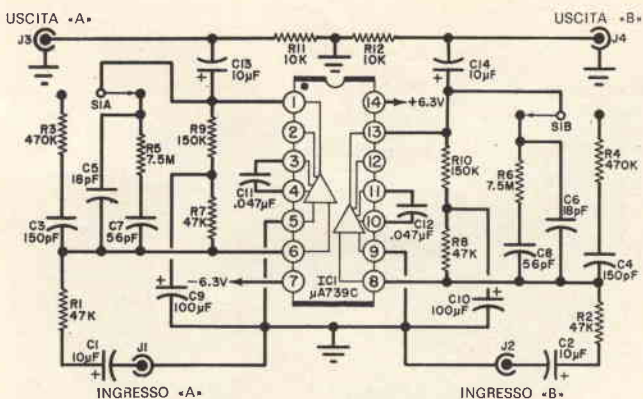 USCITA «A»
USCITA «B»
J3
J4
R11
10K
R12
10K
C13
10µF
+
C14
10µF
+
S1A
S1B
1
2
3
4
5
6
7
14
13
12
11
10
9
8
+6.3V
-6.3V
IC1
µA739C
R3
470K
C5
18pF
R5
7.5M
R9
150K
C11
.047µF
C3
150pF
C7
56pF
R7
47K
C9
100µF
+
R1
47K
C1
10µF
+
J1
INGRESSO «A»
R10
150K
R6
7.5M
R4
470K
C12
.047µF
C6
18pF
R8
47K
C8
56pF
C4
150pF
C10
100µF
+
R2
47K
J2
C2
10µF
+
INGRESSO «B»